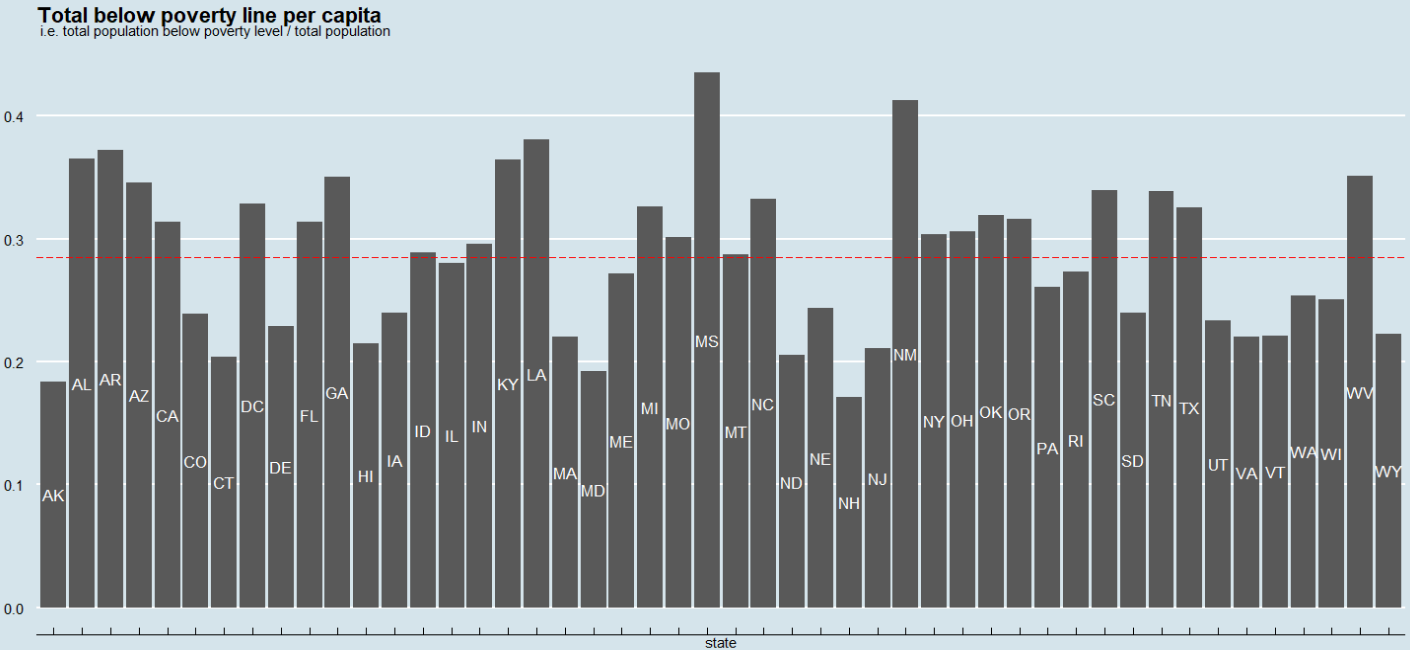 Total below poverty line per capita
i.e. total population below poverty level / total population
0.4
0.3
0.2
0.1
0.0
AK
AL
AR
AZ
CA
CO
CT
DC
DE
FL
GA
HI
IA
ID
IL
IN
KY
LA
MA
MD
ME
MI
MO
MS
MT
NC
ND
NE
NH
NJ
NM
NY
OH
OK
OR
PA
RI
SC
SD
TN
TX
UT
VA
VT
WA
WI
WV
WY
state